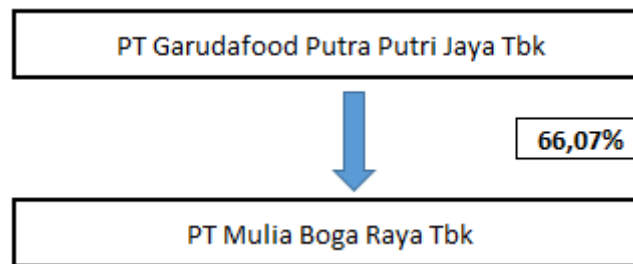 PT Garudafood Putra Putri Jaya Tbk
66,07%
PT Mulia Boga Raya Tbk